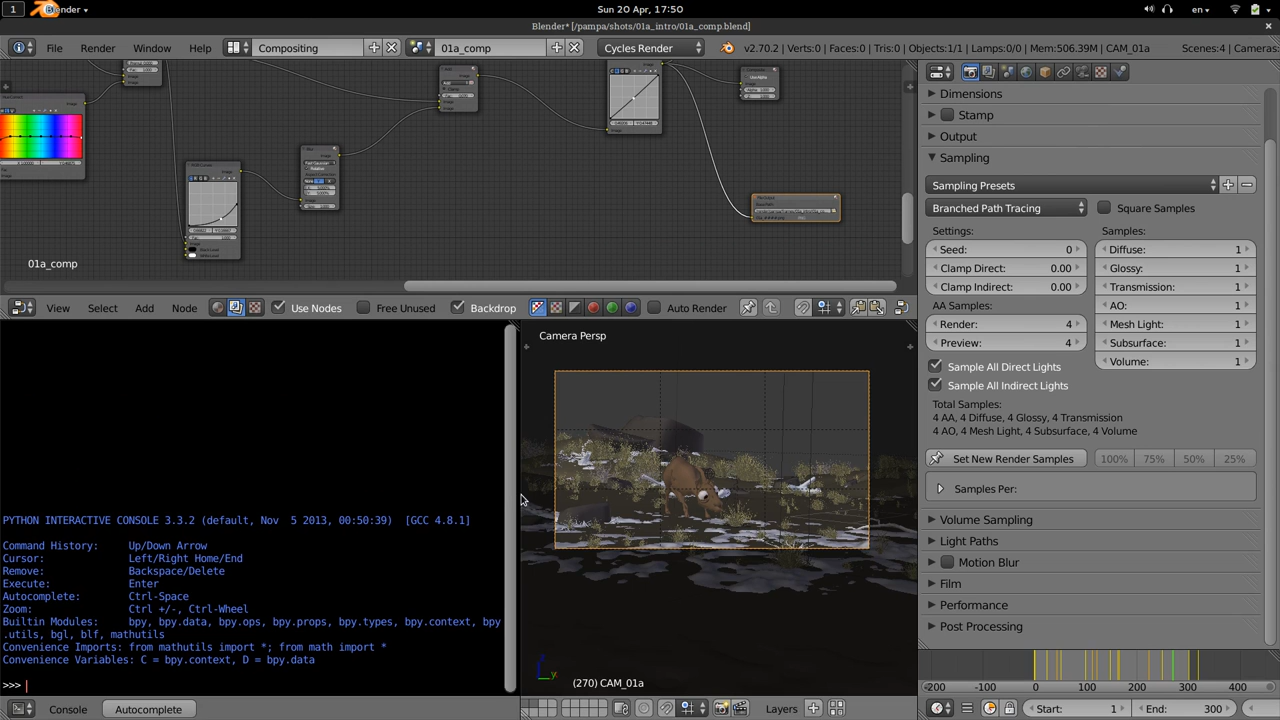 1 Blender Sun 20 Apr, 17:50 en
Blender* [/pampa/shots/01a_intro/01a_comp.blend]
File Render Window Help Compositing 01a_comp Cycles Render v2.70.2 | Verts:0 | Faces:0 | Tris:0 | Objects:1/1 | Lamps:0/0 | Mem:506.39M | CAM_01a Scenes:4 | Cameras:
01a_comp
View Select Add Node Use Nodes Free Unused Backdrop Auto Render
PYTHON INTERACTIVE CONSOLE 3.3.2 (default, Nov  5 2013, 00:50:39)  [GCC 4.8.1]
Command History: Up/Down Arrow
Cursor: Left/Right Home/End
Remove: Backspace/Delete
Execute: Enter
Autocomplete: Ctrl-Space
Zoom: Ctrl +/-, Ctrl-Wheel
Builtin Modules: bpy, bpy.data, bpy.ops, bpy.props, bpy.types, bpy.context, bpy
.utils, bgl, blf, mathutils
Convenience Imports: from mathutils import *; from math import *
Convenience Variables: C = bpy.context, D = bpy.data
>>>
Console Autocomplete
Camera Persp
(270) CAM_01a
Layers
Dimensions
Stamp
Output
Sampling
Sampling Presets
Branched Path Tracing Square Samples
Settings: Samples:
Seed: 0 Diffuse: 1
Clamp Direct: 0.00 Glossy: 1
Clamp Indirect: 0.00 Transmission: 1
AA Samples: AO: 1
Render: 4 Mesh Light: 1
Preview: 4 Subsurface: 1
Volume: 1
Sample All Direct Lights
Sample All Indirect Lights
Total Samples:
4 AA, 4 Diffuse, 4 Glossy, 4 Transmission
4 AO, 4 Mesh Light, 4 Subsurface, 4 Volume
Set New Render Samples 100% 75% 50% 25%
Samples Per:
Volume Sampling
Light Paths
Motion Blur
Film
Performance
Post Processing
-200 -100 0 100 200 300 400
Start: 1 End: 300